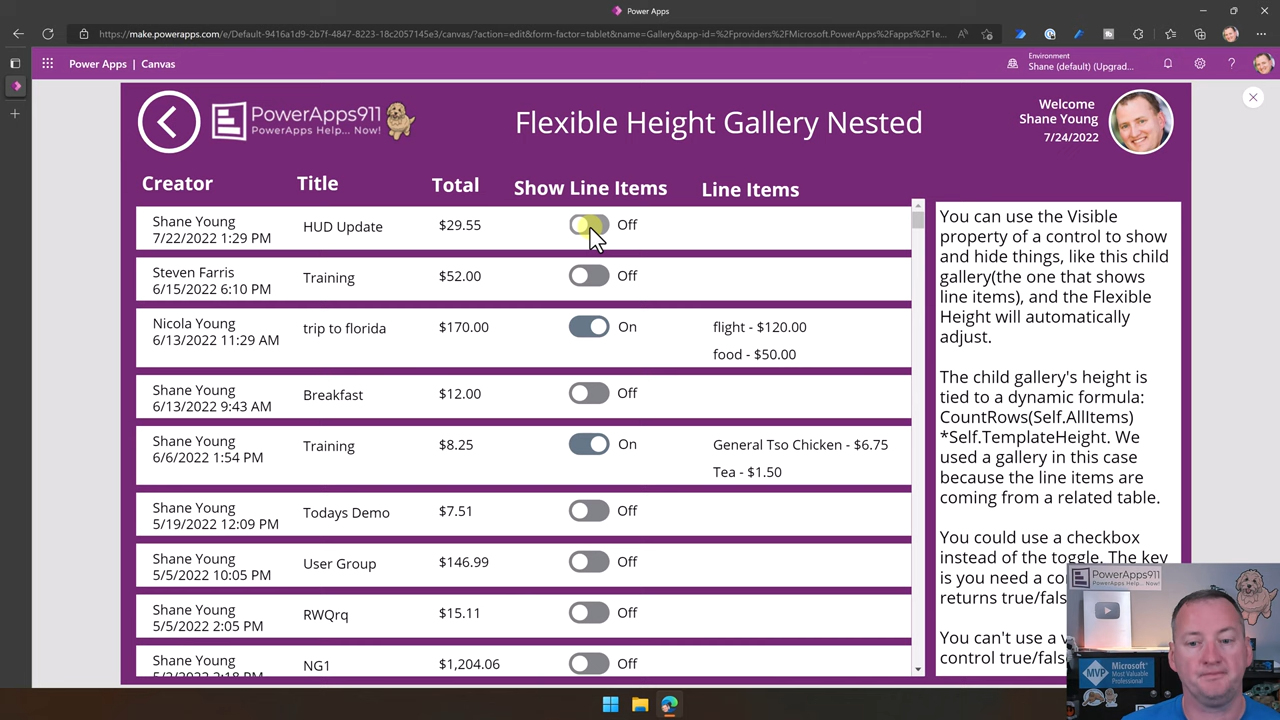 Power Apps
https://make.powerapps.com/e/Default-9416a1d9-2b7f-4847-8223-18c2057145e3/canvas/?action=edit&form-factor=tablet&name=Gallery&app-id=%2Fproviders%2FMicrosoft.PowerApps%2Fapps%2F1e...
Power Apps | Canvas
Environment
Shane (default) (Upgrad...
PowerApps911
PowerApps Help... Now!
Flexible Height Gallery Nested
Welcome
Shane Young
7/24/2022
Creator Title Total Show Line Items Line Items
Shane Young
7/22/2022 1:29 PM
HUD Update
$29.55
Off
Steven Farris
6/15/2022 6:10 PM
Training
$52.00
Off
Nicola Young
6/13/2022 11:29 AM
trip to florida
$170.00
On
flight - $120.00
food - $50.00
Shane Young
6/13/2022 9:43 AM
Breakfast
$12.00
Off
Shane Young
6/6/2022 1:54 PM
Training
$8.25
On
General Tso Chicken - $6.75
Tea - $1.50
Shane Young
5/19/2022 12:09 PM
Todays Demo
$7.51
Off
Shane Young
5/5/2022 10:05 PM
User Group
$146.99
Off
Shane Young
5/5/2022 2:05 PM
RWQrq
$15.11
Off
Shane Young
NG1
$1,204.06
Off
You can use the Visible
property of a control to show
and hide things, like this child
gallery(the one that shows
line items), and the Flexible
Height will automatically
adjust.
The child gallery's height is
tied to a dynamic formula:
CountRows(Self.AllItems)
*Self.TemplateHeight. We
used a gallery in this case
because the line items are
coming from a related table.
You could use a checkbox
instead of the toggle. The key
is you need a co
returns true/fals
You can't use a v
control true/fals
PowerApps911
PowerApps Help... Now!
Microsoft®
Most Valuable
Professional
MVP